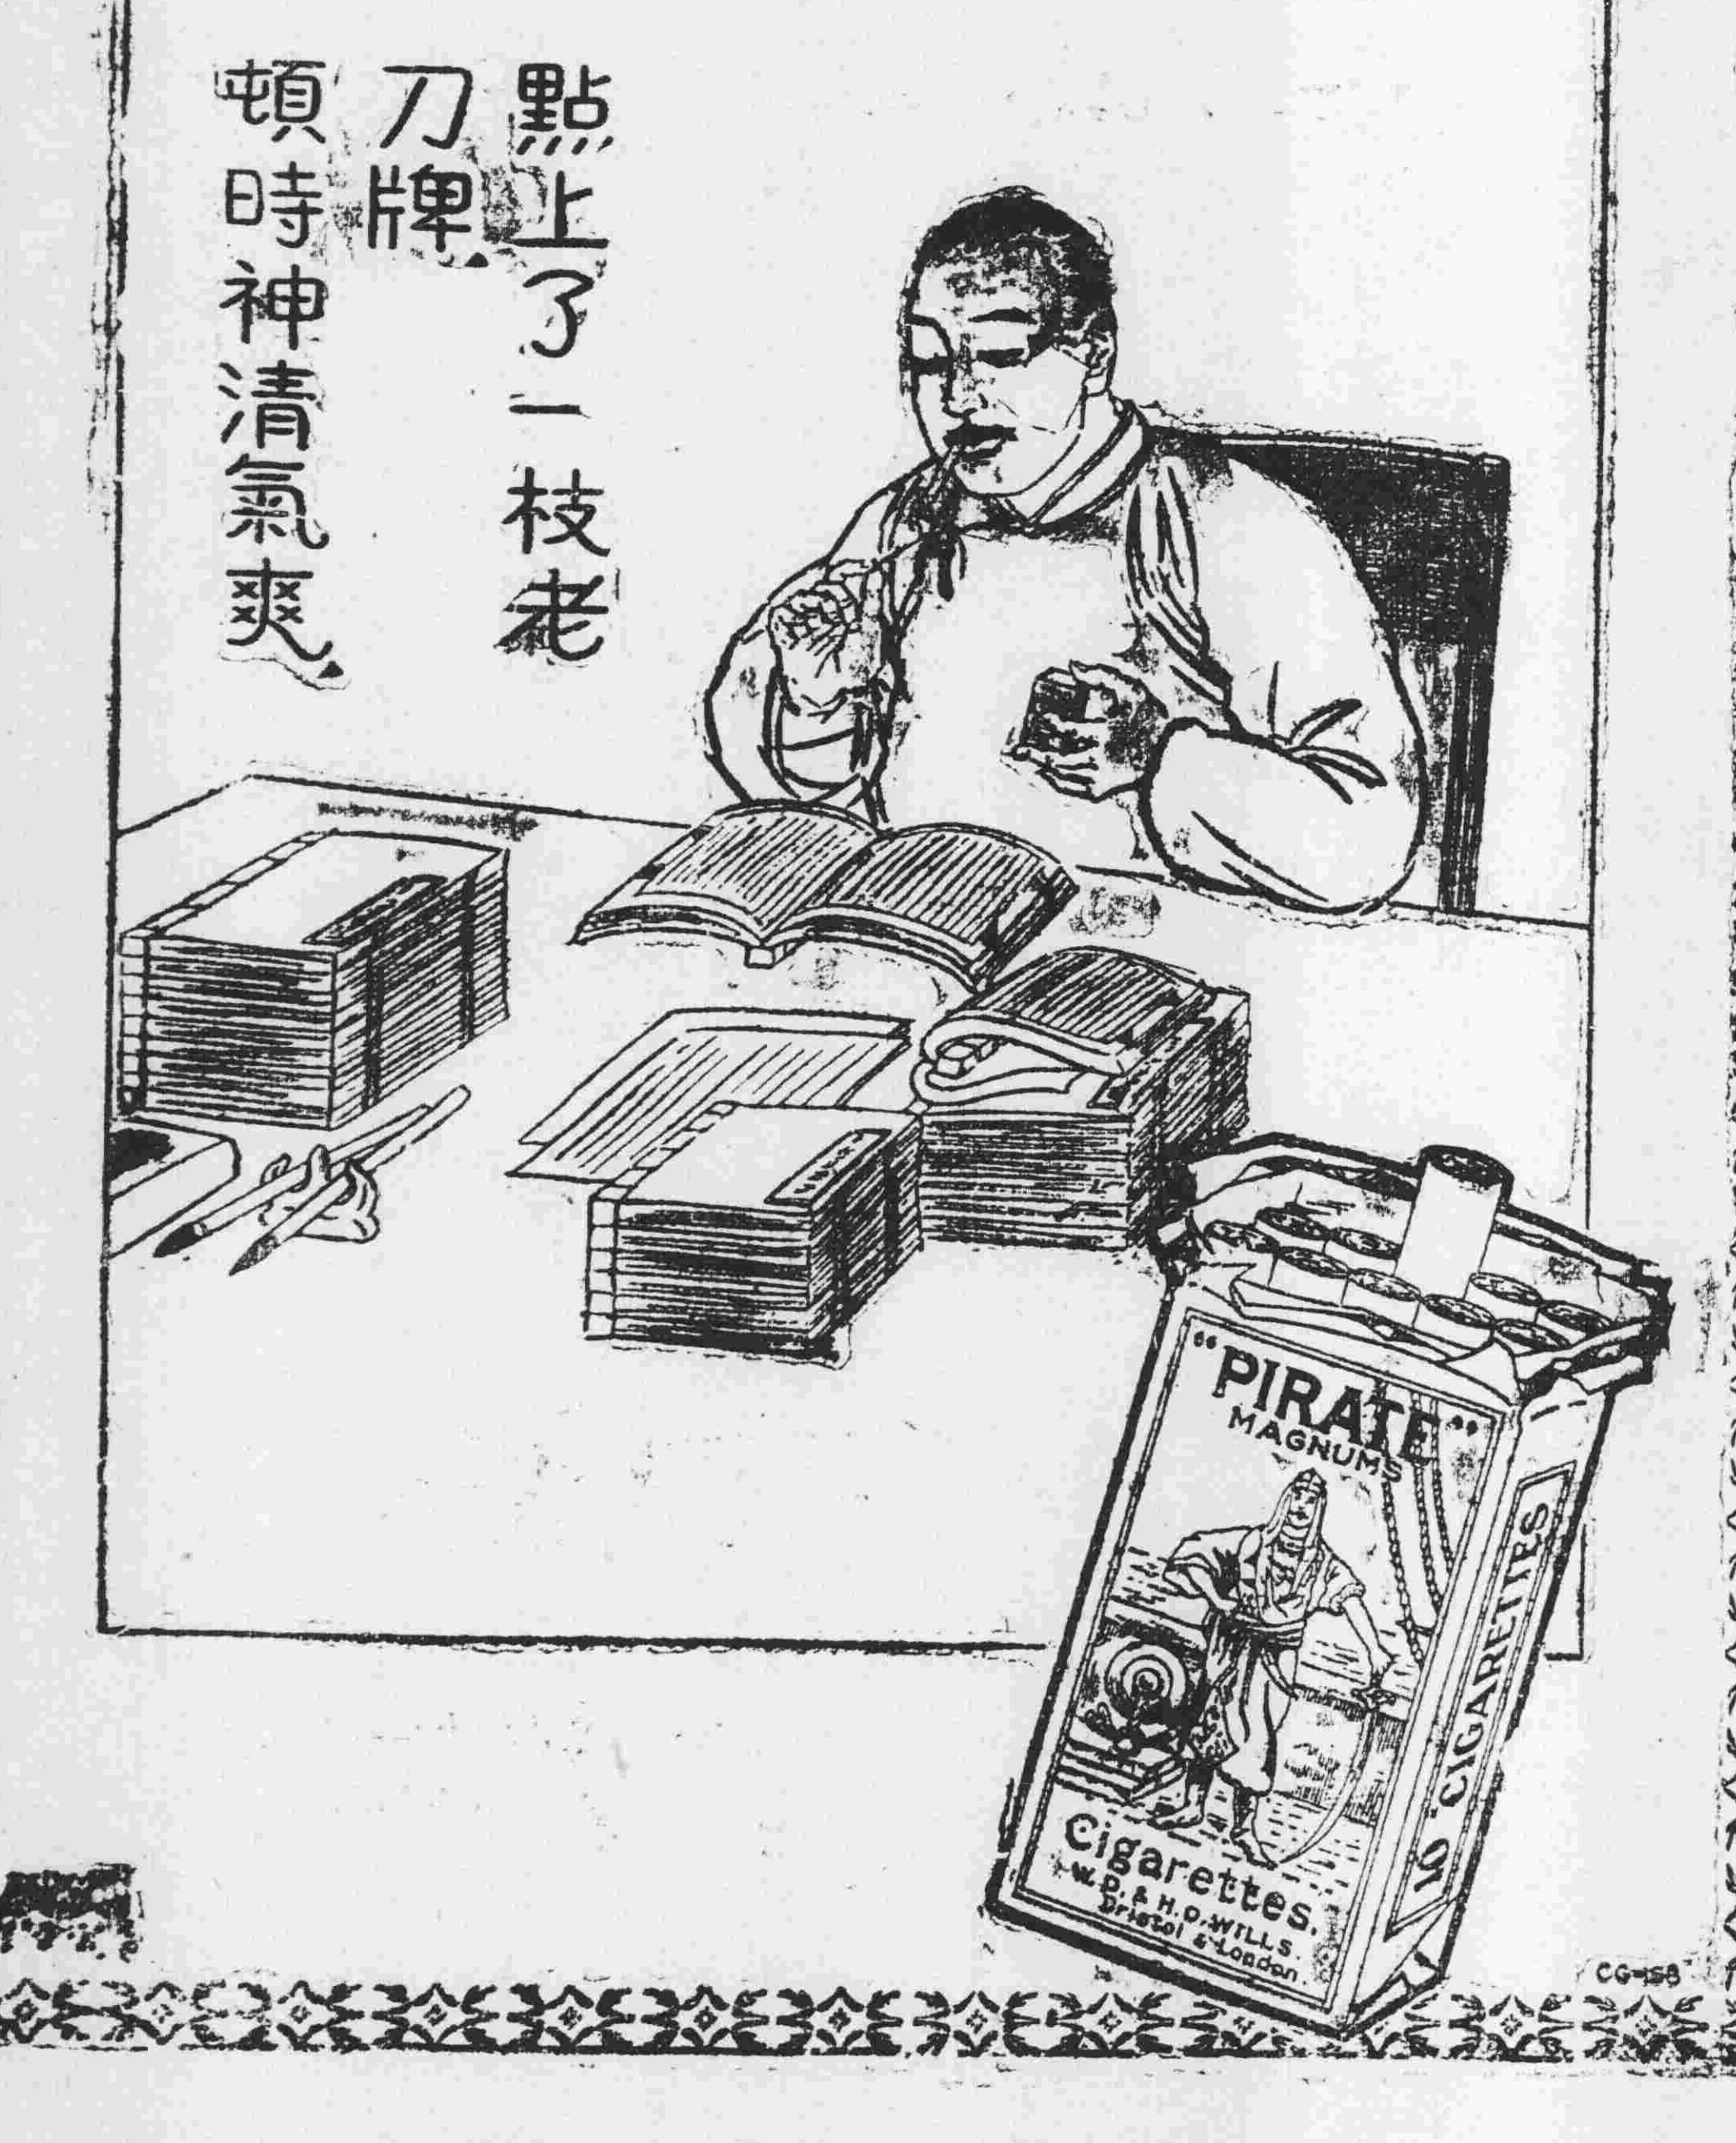 點上了一枝老
刀牌
頓時神清氣爽
"PIRATE"
MAGNUMS
Cigarettes.
W.D. & H.O. WILLS.
Bristol & London.
10 CIGARETTES
CG-158